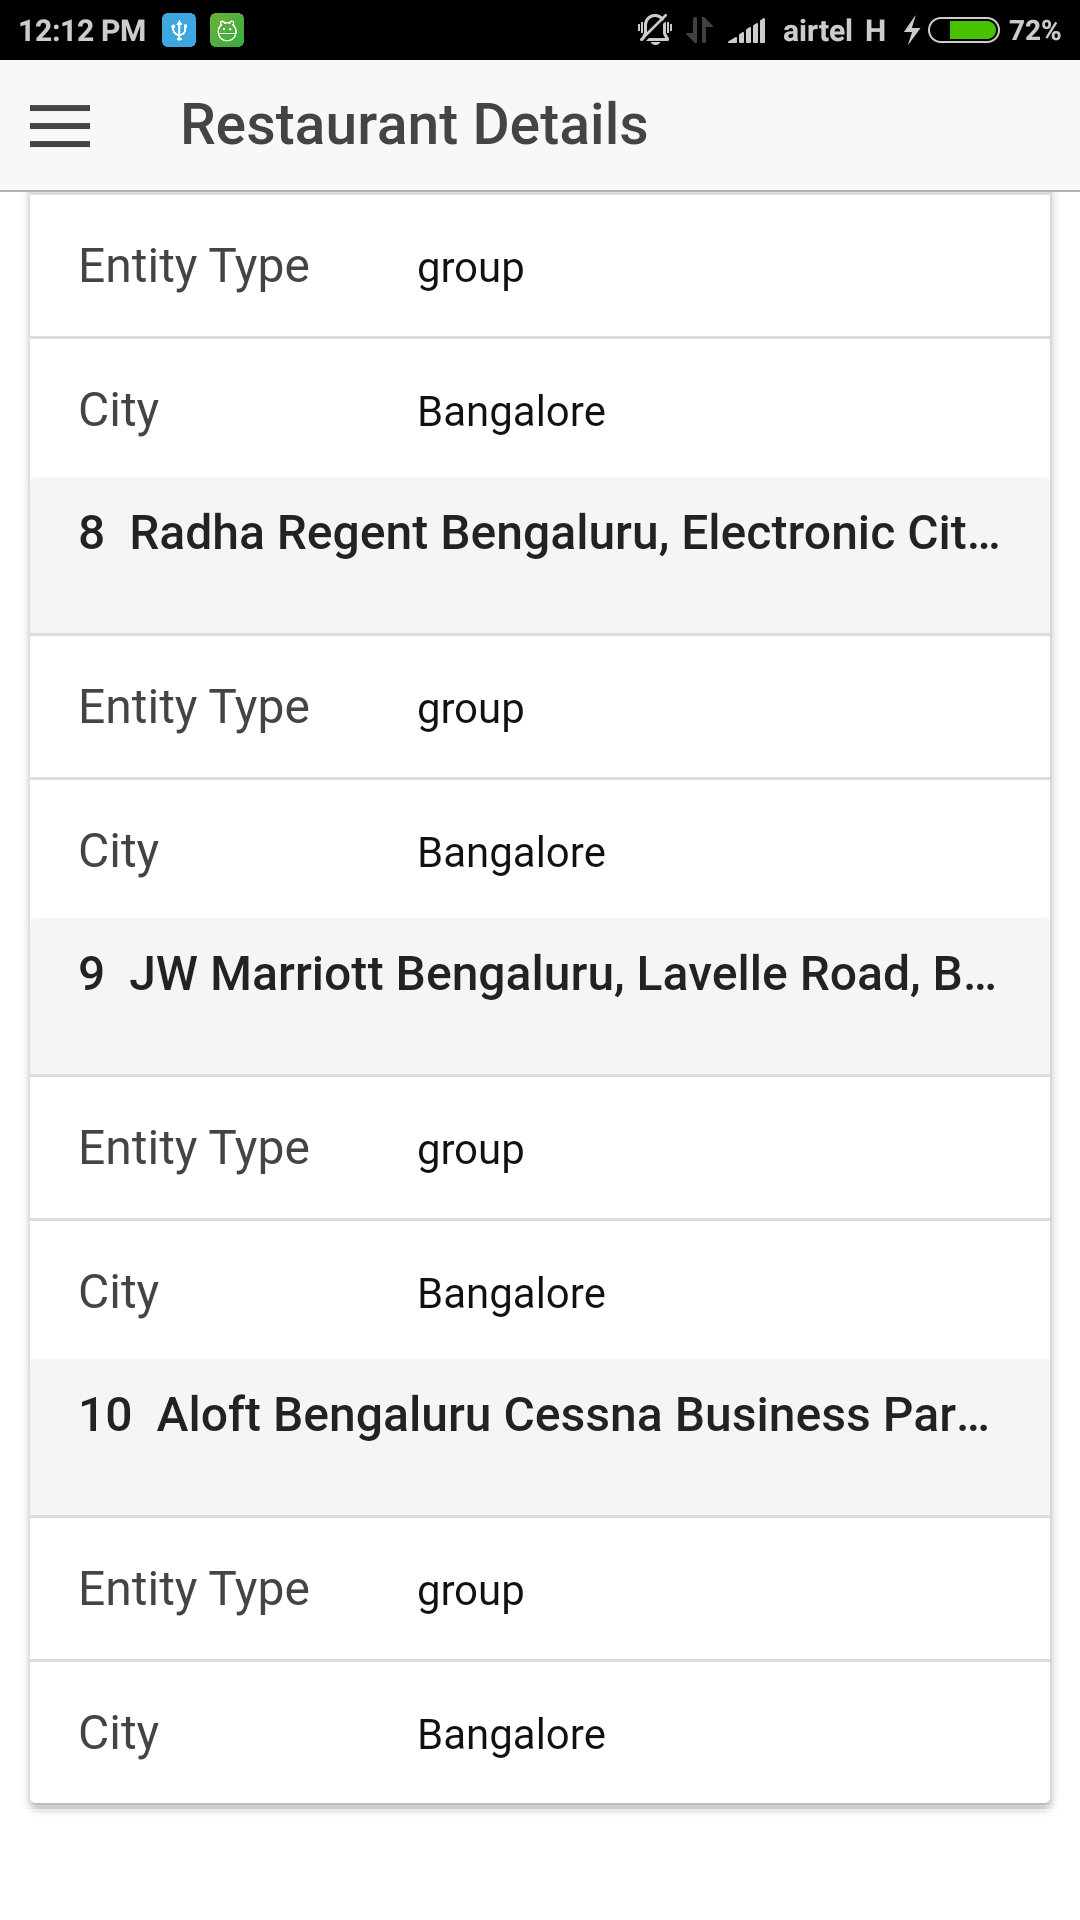 12:12 PM airtel H 72%
Restaurant Details
Entity Type group
City Bangalore
8 Radha Regent Bengaluru, Electronic Cit...
Entity Type group
City Bangalore
9 JW Marriott Bengaluru, Lavelle Road, B...
Entity Type group
City Bangalore
10 Aloft Bengaluru Cessna Business Par...
Entity Type group
City Bangalore